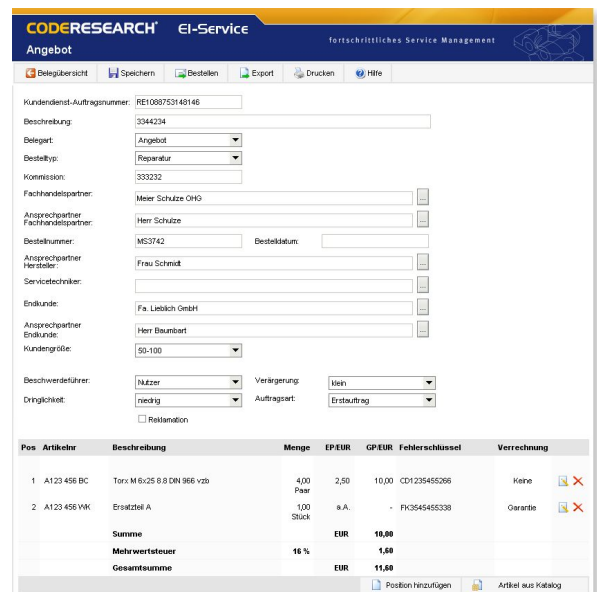 CODERESEARCH EI-Service
fortschrittliches Service Management
Angebot
Belegübersicht Speichern Bestellen Export Drucken Hilfe
Kundendienst-Auftragsnummer: RE1088753148146
Beschreibung: 3344234
Belegart: Angebot
Bestelltyp: Reparatur
Kommission: 333232
Fachhandelspartner: Meier Schulze OHG ...
Ansprechpartner
Fachhandelspartner: Herr Schulze ...
Bestellnummer: MS3742 Bestelldatum:
Ansprechpartner
Hersteller: Frau Schmidt ...
Servicetechniker: ...
Endkunde: Fa. Lieblich GmbH ...
Ansprechpartner
Endkunde: Herr Baumbart ...
Kundengröße: 50-100
Beschwerdeführer: Nutzer Verärgerung: klein
Dringlichkeit: niedrig Auftragsart: Erstauftrag
Reklamation
Pos Artikelnr Beschreibung Menge EP/EUR GP/EUR Fehlerschlüssel Verrechnung
1 A123 456 BC Torx M 6x25 8.8 DIN 966 vzb 4,00 2,50 10,00 CD1235455266 Keine
Paar
2 A123 456 WK Ersatzteil A 1,00 a.A. - FK3545455338 Garantie
Stück
Summe EUR 10,00
Mehrwertsteuer 16 % 1,60
Gesamtsumme EUR 11,60
Position hinzufügen Artikel aus Katalog